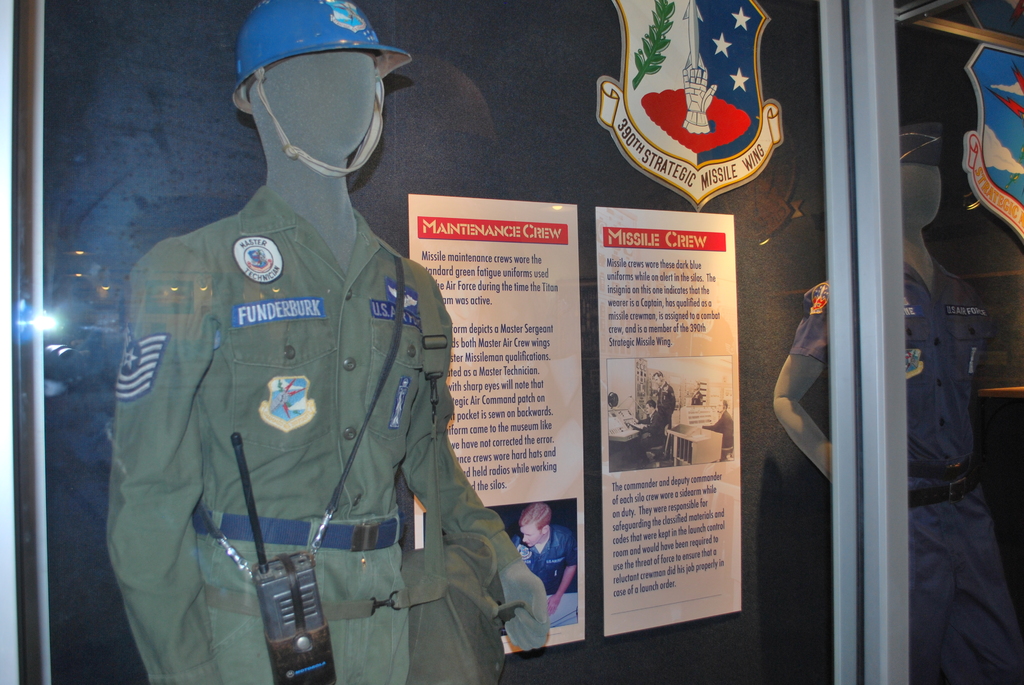 390TH STRATEGIC MISSILE WING
MASTER
TECHNICIAN
FUNDERBURK
U.S. AIR
MOTOROLA
MAINTENANCE CREW
Missile maintenance crews wore the
standard green fatigue uniforms used
the Air Force during the time the Titan
was active.
form depicts a Master Sergeant
both Master Air Crew wings
Missileman qualifications.
as a Master Technician.
with sharp eyes will note that
Air Command patch on
pocket is sewn on backwards.
came to the museum like
we have not corrected the error.
crews wore hard hats and
held radios while working
the silos.
MISSILE CREW
Missile crews wore these dark blue
uniforms while on alert in the silos. The
insignia on this one indicates that the
wearer is a Captain, has qualified as a
missile crewman, is assigned to a combat
crew, and is a member of the 390th
Strategic Missile Wing.
The commander and deputy commander
of each silo crew wore a sidearm while
on duty. They were responsible for
safeguarding the classified materials and
codes that were kept in the launch control
room and would have been required to
use the threat of force to ensure that a
reluctant crewman did his job properly in
case of a launch order.
U.S. AIR FORCE
STRATEGIC